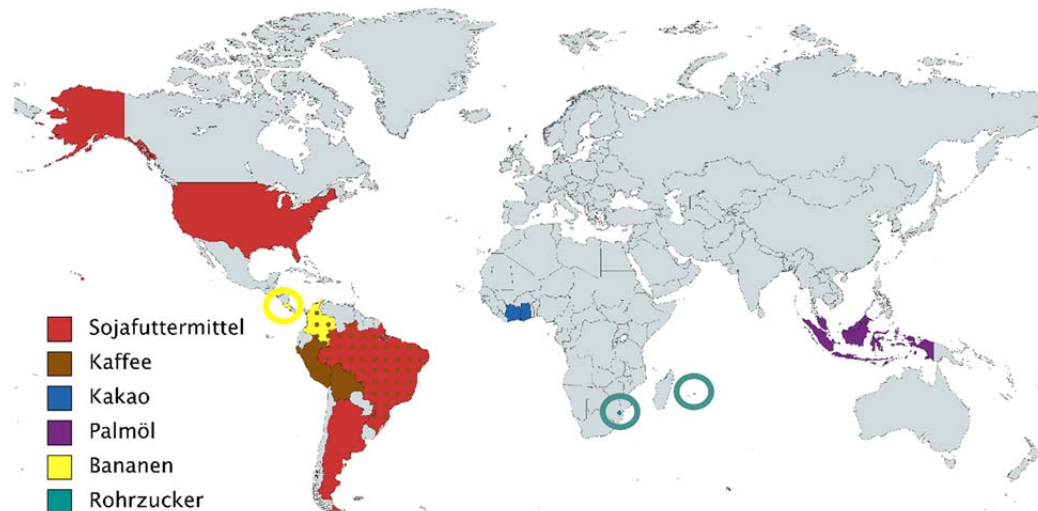 Sojafuttermittel
Kaffee
Kakao
Palmöl
Bananen
Rohrzucker